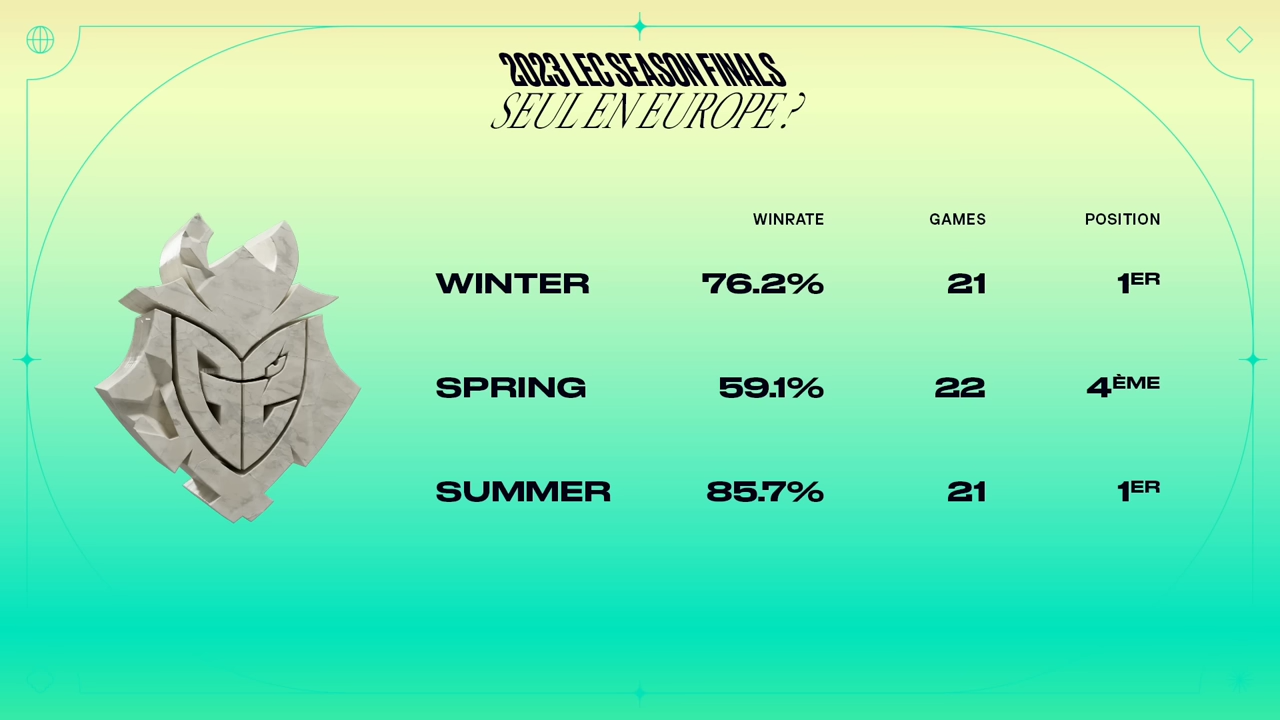 2023 LEC SEASON FINALS
SEUL EN EUROPE ?
WINRATE GAMES POSITION
WINTER 76.2% 21 1ER
SPRING 59.1% 22 4ÈME
SUMMER 85.7% 21 1ER